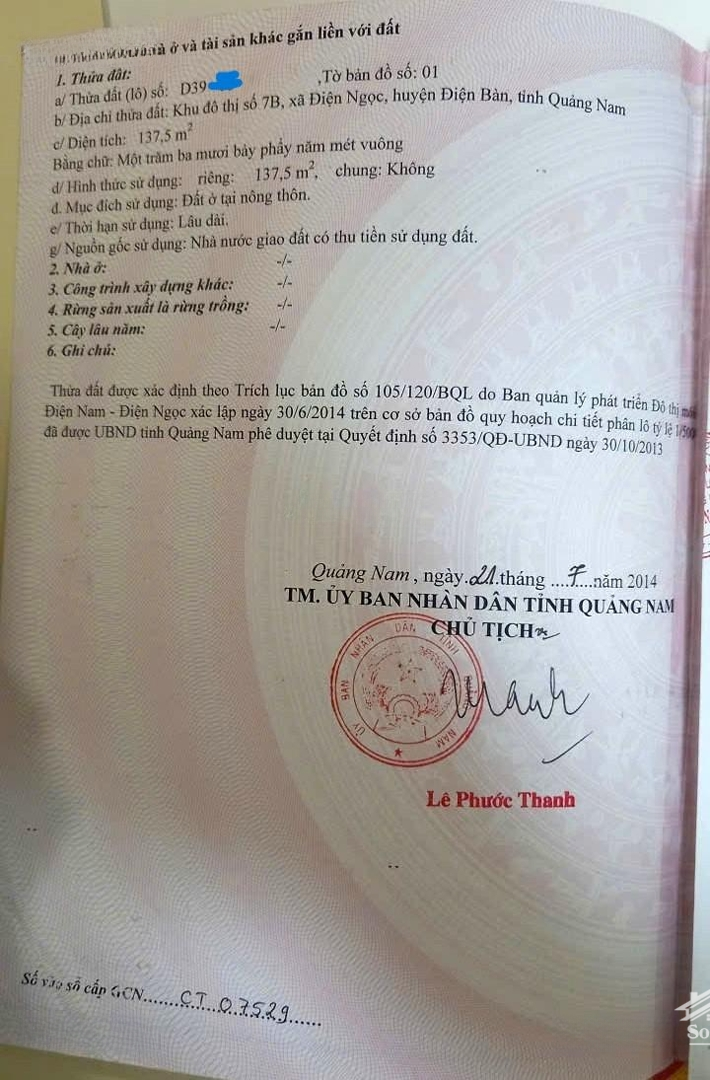 à ở và tài sản khác gắn liền với đất
1. Thửa đất:
a/ Thửa đất (lô) số: D39 ,Tờ bản đồ số: 01
b/ Địa chỉ thửa đất: Khu đô thị số 7B, xã Điện Ngọc, huyện Điện Bàn, tỉnh Quảng Nam
c/ Diện tích: 137,5 m²
Bằng chữ: Một trăm ba mươi bảy phẩy năm mét vuông
d/ Hình thức sử dụng: riêng: 137,5 m², chung: Không
đ. Mục đích sử dụng: Đất ở tại nông thôn.
e/ Thời hạn sử dụng: Lâu dài.
g/ Nguồn gốc sử dụng: Nhà nước giao đất có thu tiền sử dụng đất.
2. Nhà ở: -/-
3. Công trình xây dựng khác: -/-
4. Rừng sản xuất là rừng trồng: -/-
5. Cây lâu năm: -/-
6. Ghi chú:
Thửa đất được xác định theo Trích lục bản đồ số 105/120/BQL do Ban quản lý phát triển Đô thị mới
Điện Nam - Điện Ngọc xác lập ngày 30/6/2014 trên cơ sở bản đồ quy hoạch chi tiết phân lô tỷ lệ 1/500
đã được UBND tỉnh Quảng Nam phê duyệt tại Quyết định số 3353/QĐ-UBND ngày 30/10/2013
Quảng Nam , ngày.21.tháng ....7....năm 2014
TM. ỦY BAN NHÂN DÂN TỈNH QUẢNG NAM
CHỦ TỊCH
ỦY BAN NHÂN DÂN TỈNH NAM
Lê Phước Thanh
Số vào sổ cấp GCN.......CT 07529......
So